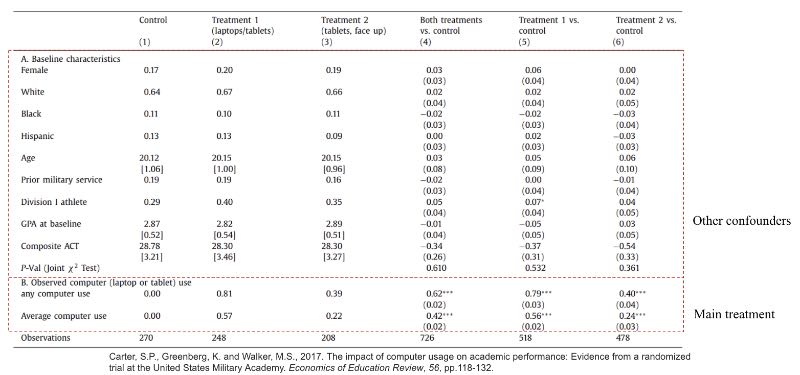 Control Treatment 1 Treatment 2 Both treatments Treatment 1 vs. Treatment 2 vs.
(laptops/tablets) (tablets, face up) vs. control control control
(1) (2) (3) (4) (5) (6)
A. Baseline characteristics
Female 0.17 0.20 0.19 0.03 0.06 0.00
(0.03) (0.04) (0.04)
White 0.64 0.67 0.66 0.02 0.02 0.02
(0.04) (0.04) (0.05)
Black 0.11 0.10 0.11 −0.02 −0.02 −0.03
(0.03) (0.03) (0.04)
Hispanic 0.13 0.13 0.09 0.00 0.02 −0.03
(0.03) (0.03) (0.03)
Age 20.12 20.15 20.15 0.03 0.05 0.06
[1.06] [1.00] [0.96] (0.08) (0.09) (0.10)
Prior military service 0.19 0.19 0.16 −0.02 0.00 −0.01
(0.03) (0.04) (0.04)
Division I athlete 0.29 0.40 0.35 0.05 0.07* 0.04
(0.04) (0.04) (0.05)
GPA at baseline 2.87 2.82 2.89 −0.01 −0.05 0.03
[0.52] [0.54] [0.51] (0.04) (0.05) (0.05)
Other confounders
Composite ACT 28.78 28.30 28.30 −0.34 −0.37 −0.54
[3.21] [3.46] [3.27] (0.26) (0.31) (0.33)
P-Val (Joint χ² Test) 0.610 0.532 0.361
B. Observed computer (laptop or tablet) use
any computer use 0.00 0.81 0.39 0.62*** 0.79*** 0.40***
(0.02) (0.03) (0.04)
Average computer use 0.00 0.57 0.22 0.42*** 0.56*** 0.24***
Main treatment
(0.02) (0.02) (0.03)
Observations 270 248 208 726 518 478
Carter, S.P., Greenberg, K. and Walker, M.S., 2017. The impact of computer usage on academic performance: Evidence from a randomized
trial at the United States Military Academy. Economics of Education Review, 56, pp.118-132.